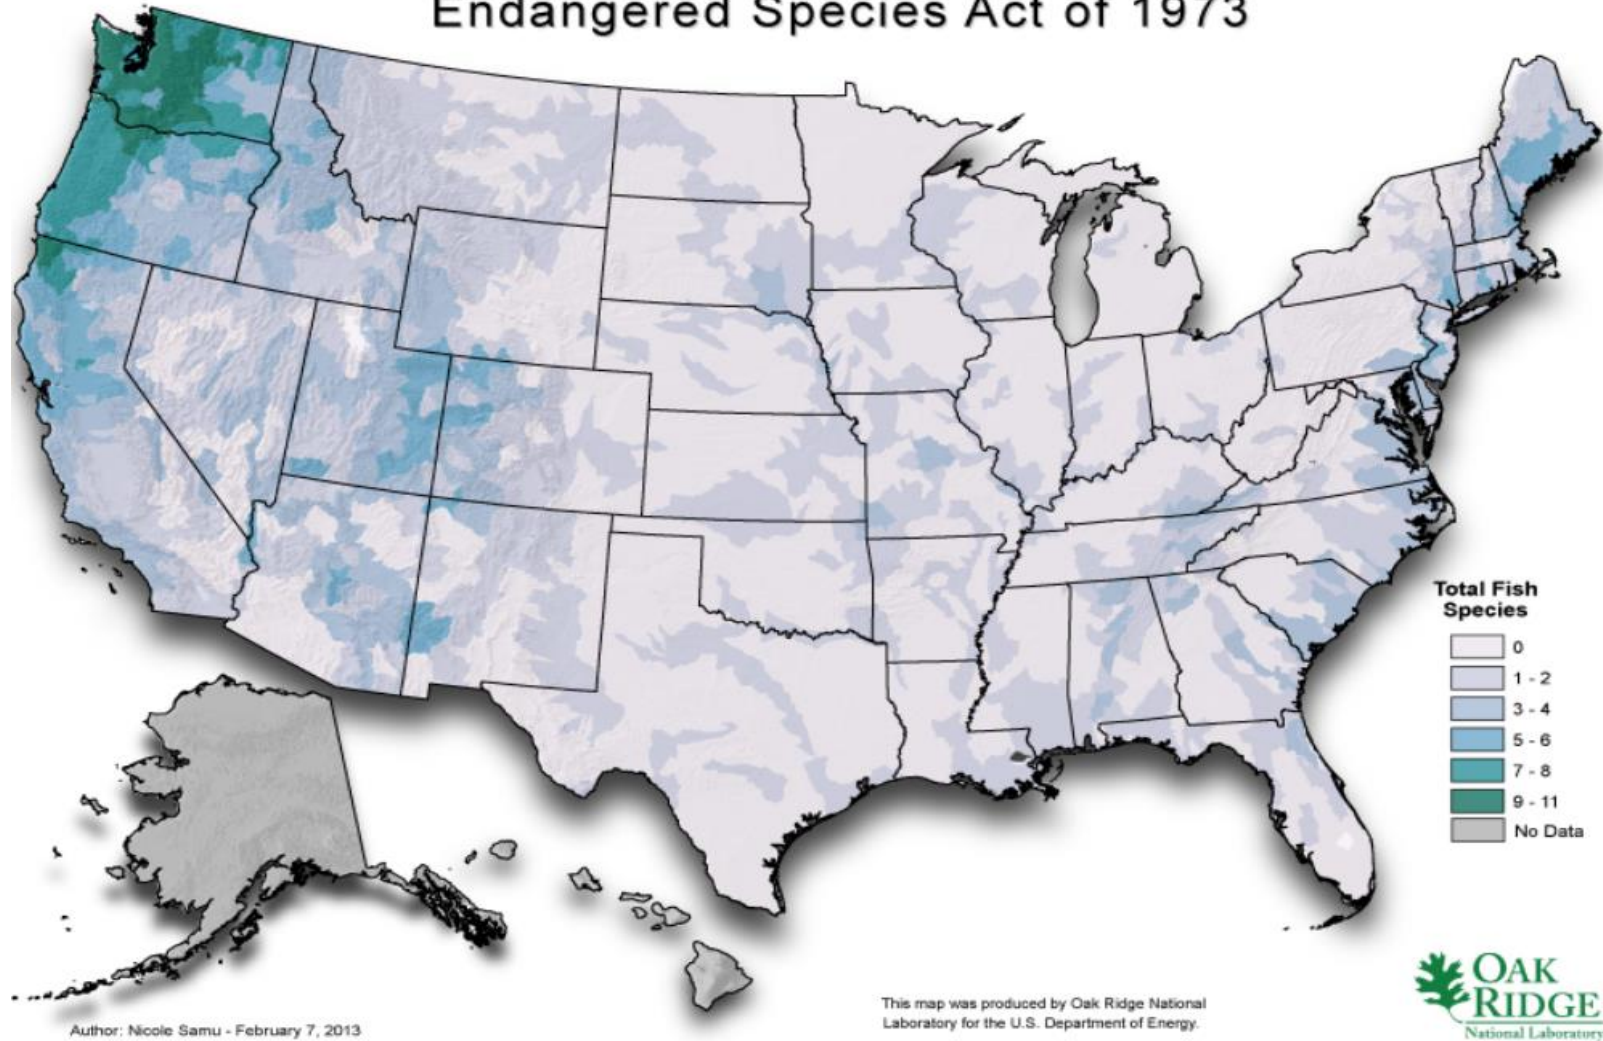 Endangered Species Act of 1973
Total Fish
Species
0
1 - 2
3 - 4
5 - 6
7 - 8
9 - 11
No Data
Author: Nicole Samu - February 7, 2013
This map was produced by Oak Ridge National
Laboratory for the U.S. Department of Energy.
OAK
RIDGE
National Laboratory